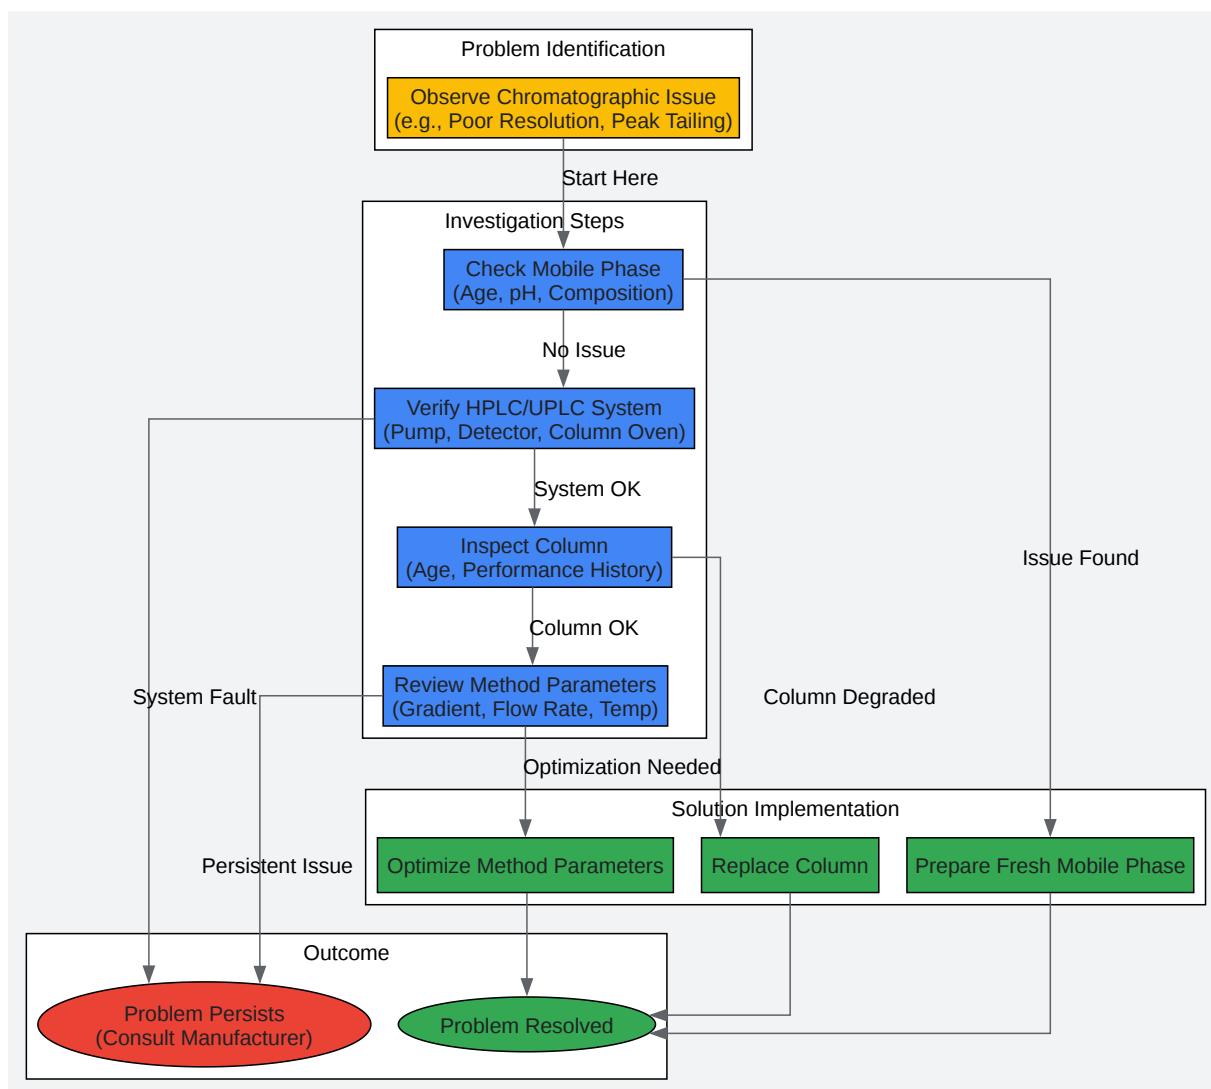 Problem Identification
Observe Chromatographic Issue
(e.g., Poor Resolution, Peak Tailing)
Start Here
Investigation Steps
Check Mobile Phase
(Age, pH, Composition)
No Issue
Verify HPLC/UPLC System
(Pump, Detector, Column Oven)
System OK
Inspect Column
(Age, Performance History)
Issue Found
Column OK
Review Method Parameters
(Gradient, Flow Rate, Temp)
System Fault
Column Degraded
Optimization Needed
Solution Implementation
Persistent Issue
Optimize Method Parameters
Replace Column
Prepare Fresh Mobile Phase
Outcome
Problem Persists
(Consult Manufacturer)
Problem Resolved